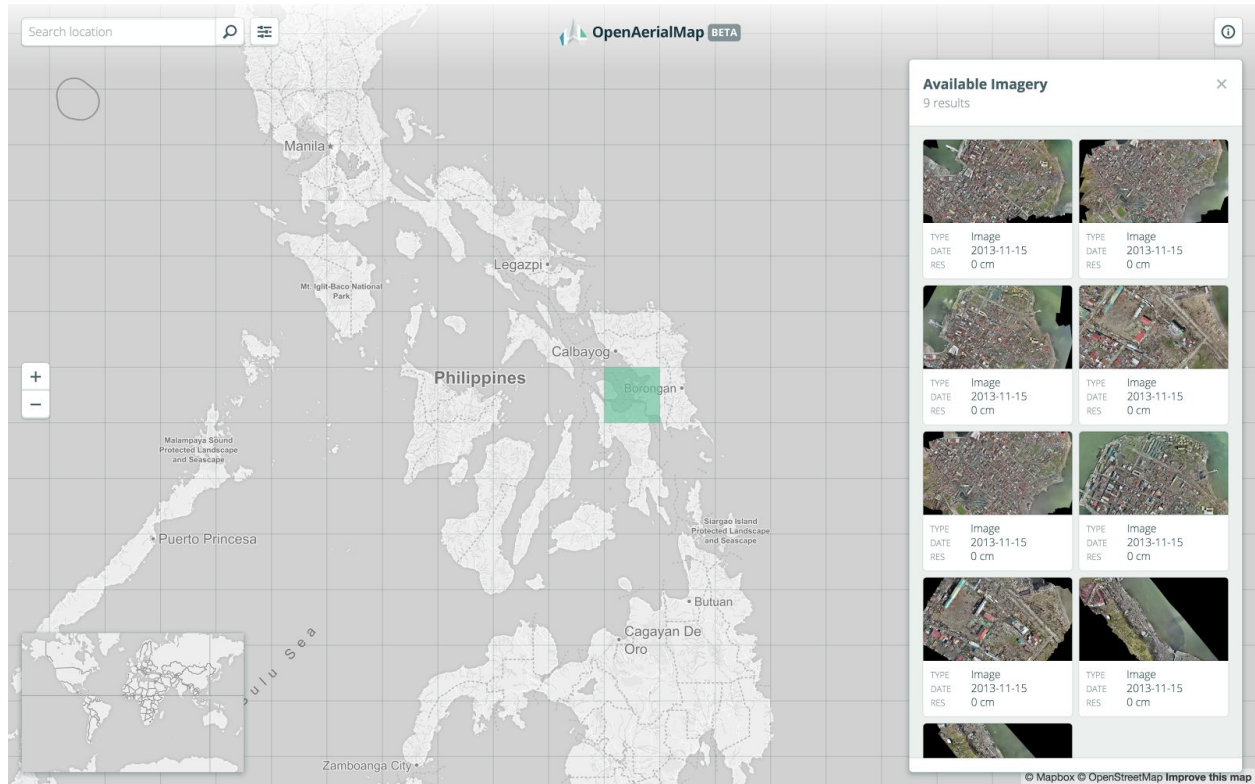 Search location
OpenAerialMap BETA
Available Imagery
9 results
TYPE Image
DATE 2013-11-15
RES 0 cm
TYPE Image
DATE 2013-11-15
RES 0 cm
TYPE Image
DATE 2013-11-15
RES 0 cm
TYPE Image
DATE 2013-11-15
RES 0 cm
TYPE Image
DATE 2013-11-15
RES 0 cm
TYPE Image
DATE 2013-11-15
RES 0 cm
TYPE Image
DATE 2013-11-15
RES 0 cm
TYPE Image
DATE 2013-11-15
RES 0 cm
Manila
Legazpi
Mt. Iglit-Baco National
Park
Calbayog
Philippines
Borongan
Malampaya Sound
Protected Landscape
and Seascape
Siargao Island
Protected Landscape
and Seascape
Puerto Princesa
Butuan
Cagayan De
Oro
Sulu Sea
Zamboanga City
© Mapbox © OpenStreetMap Improve this map